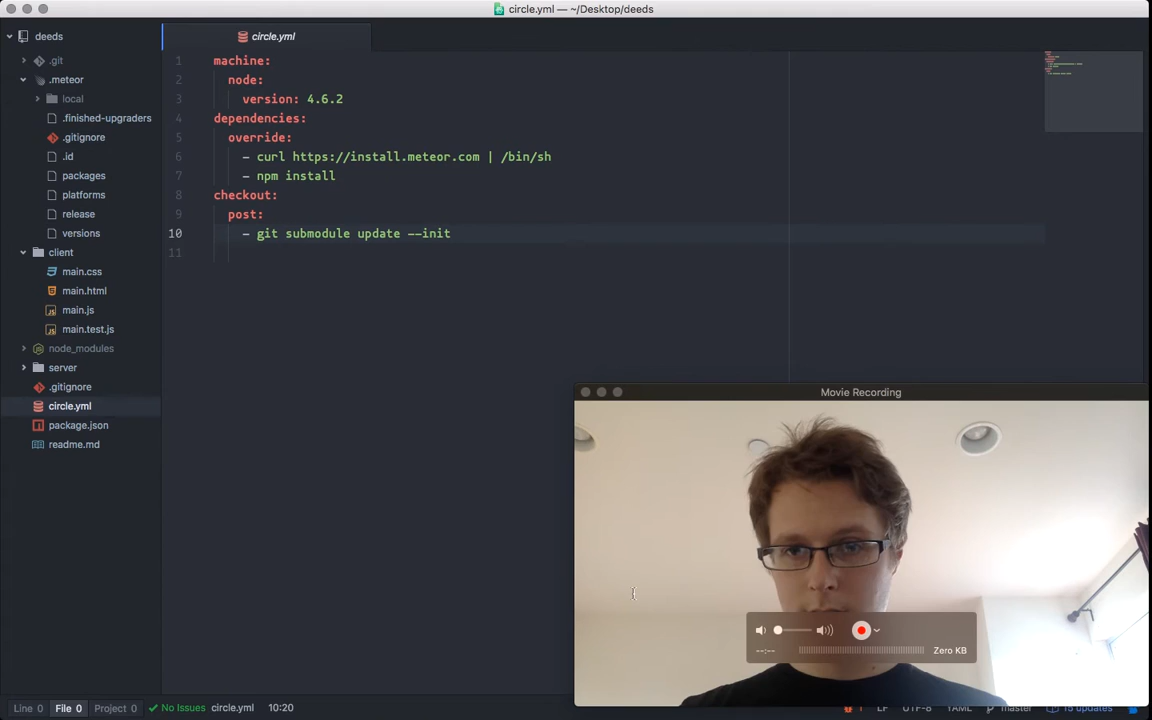 circle.yml — ~/Desktop/deeds
deeds
.git
.meteor
local
.finished-upgraders
.gitignore
.id
packages
platforms
release
versions
client
main.css
main.html
main.js
main.test.js
node_modules
server
.gitignore
circle.yml
package.json
readme.md
circle.yml
1 machine:
2 node:
3 version: 4.6.2
4 dependencies:
5 override:
6 - curl https://install.meteor.com | /bin/sh
7 - npm install
8 checkout:
9 post:
10 - git submodule update --init
11
Movie Recording
--:--
Zero KB
Line 0 File 0 Project 0 No Issues circle.yml 10:20 1 LF UTF-8 YAML master 15 updates